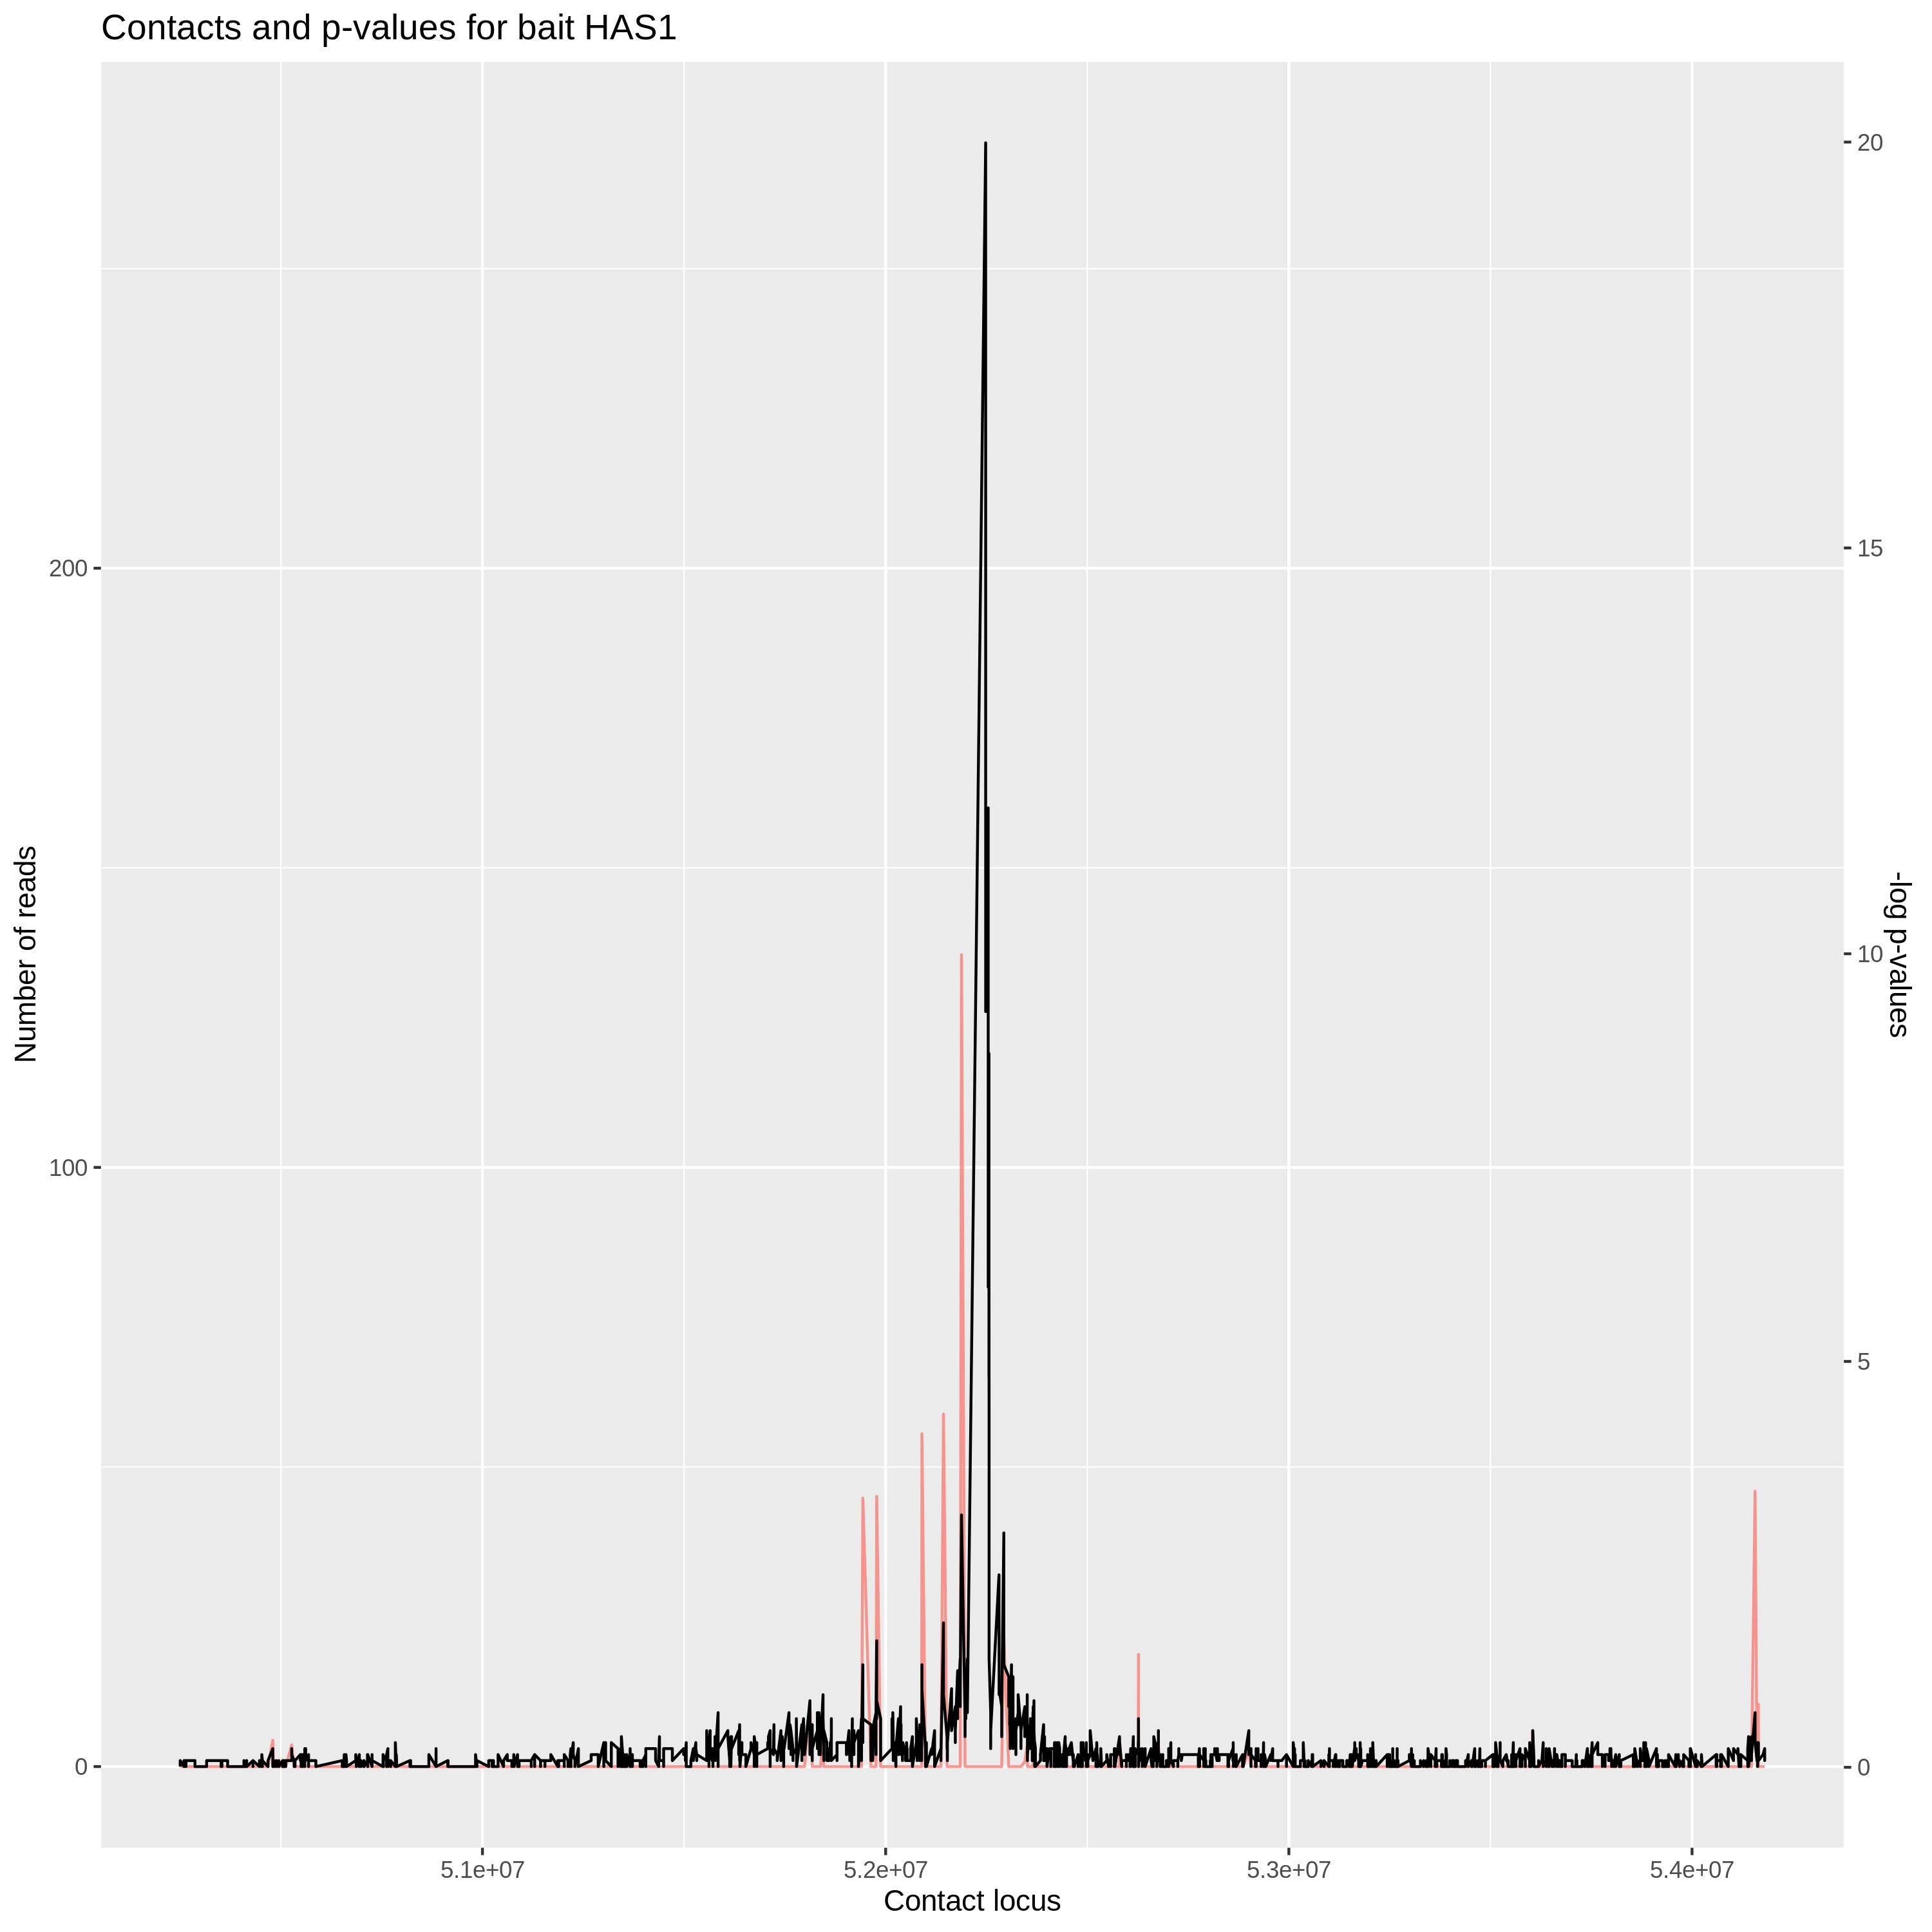 Contacts and p-values for bait HAS1
Number of reads
200
100
0
20
15
10
5
0
-log p-values
5.1e+07
5.2e+07
5.3e+07
5.4e+07
Contact locus